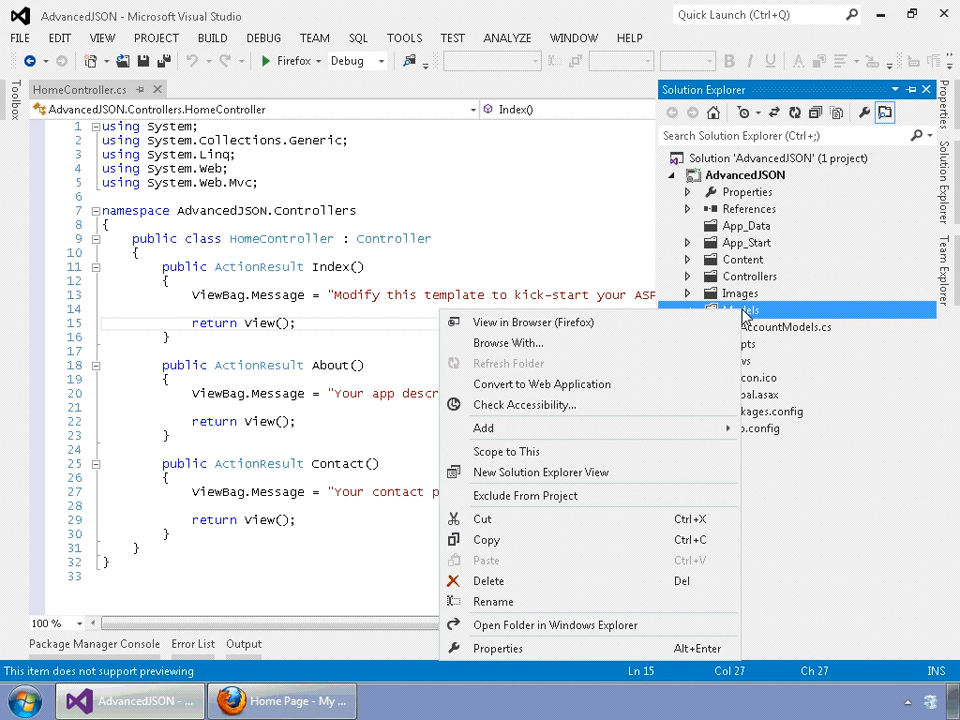 AdvancedJSON - Microsoft Visual Studio
Quick Launch (Ctrl+Q)
FILE EDIT VIEW PROJECT BUILD DEBUG TEAM SQL TOOLS TEST ANALYZE WINDOW HELP
Firefox Debug
Toolbox
HomeController.cs
AdvancedJSON.Controllers.HomeController
Index()
1 using System;
2 using System.Collections.Generic;
3 using System.Linq;
4 using System.Web;
5 using System.Web.Mvc;
6
7 namespace AdvancedJSON.Controllers
8 {
9 public class HomeController : Controller
10 {
11 public ActionResult Index()
12 {
13 ViewBag.Message = "Modify this template to kick-start your ASP
14
15 return View();
16 }
17
18 public ActionResult About()
19 {
20 ViewBag.Message = "Your app descr
21
22 return View();
23 }
24
25 public ActionResult Contact()
26 {
27 ViewBag.Message = "Your contact p
28
29 return View();
30 }
31 }
32 }
33
100 %
Solution Explorer
Search Solution Explorer (Ctrl+;)
Solution 'AdvancedJSON' (1 project)
AdvancedJSON
Properties
References
App_Data
App_Start
Content
Controllers
Images
Models
AccountModels.cs
pts
ws
con.ico
bal.asax
kages.config
b.config
View in Browser (Firefox)
Browse With...
Refresh Folder
Convert to Web Application
Check Accessibility...
Add
Scope to This
New Solution Explorer View
Exclude From Project
Cut Ctrl+X
Copy Ctrl+C
Paste Ctrl+V
Delete Del
Rename
Open Folder in Windows Explorer
Properties Alt+Enter
Properties
Solution Explorer
Team Explorer
Package Manager Console Error List Output
This item does not support previewing
Ln 15 Col 27 Ch 27 INS
AdvancedJSON - ...
Home Page - My ...